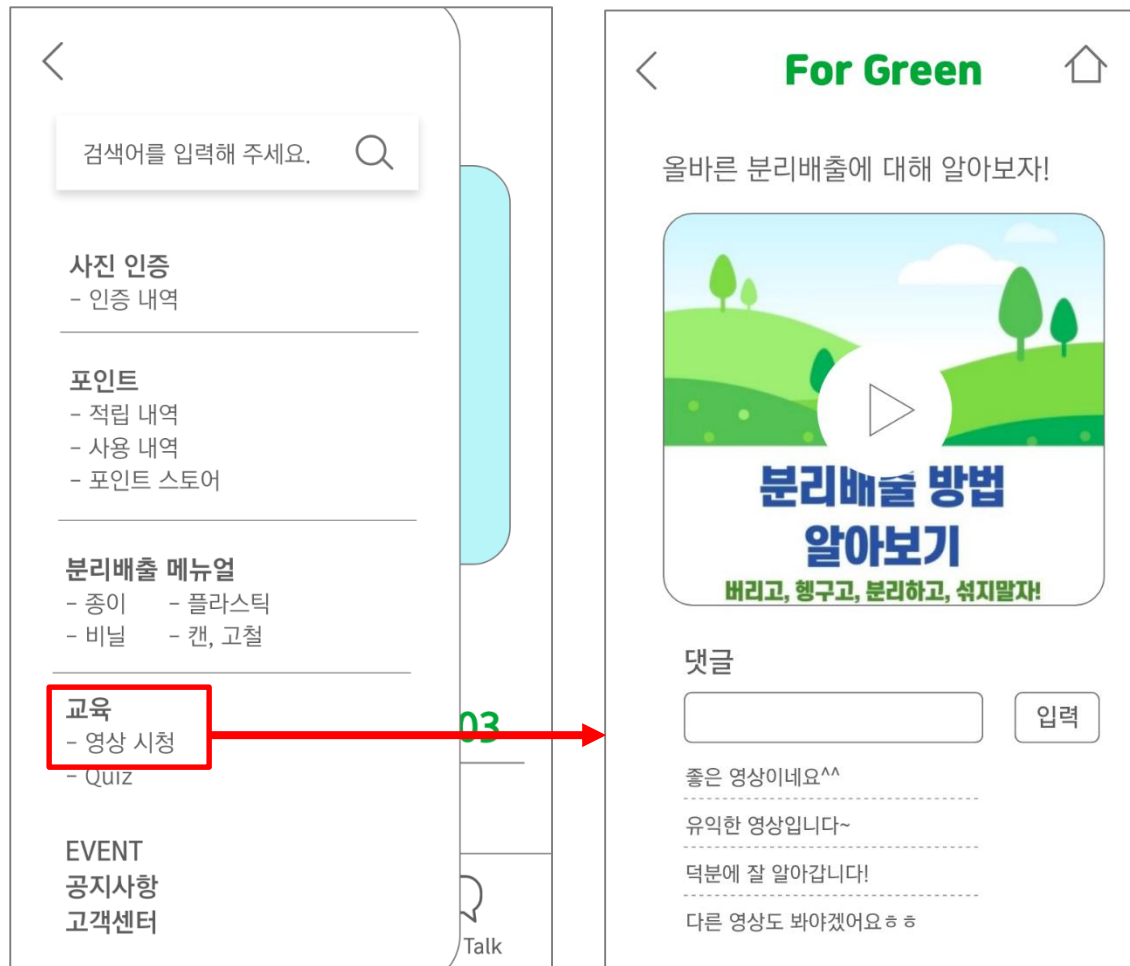 검색어를 입력해 주세요.
사진 인증
- 인증 내역
포인트
- 적립 내역
- 사용 내역
- 포인트 스토어
분리배출 메뉴얼
- 종이 - 플라스틱
- 비닐 - 캔, 고철
교육
- 영상 시청
- Quiz
EVENT
공지사항
고객센터
03
Talk
For Green
올바른 분리배출에 대해 알아보자!
분리배출 방법
알아보기
버리고, 헹구고, 분리하고, 섞지말자!
댓글
입력
좋은 영상이네요^^
유익한 영상입니다~
덕분에 잘 알아갑니다!
다른 영상도 봐야겠어요ㅎㅎ